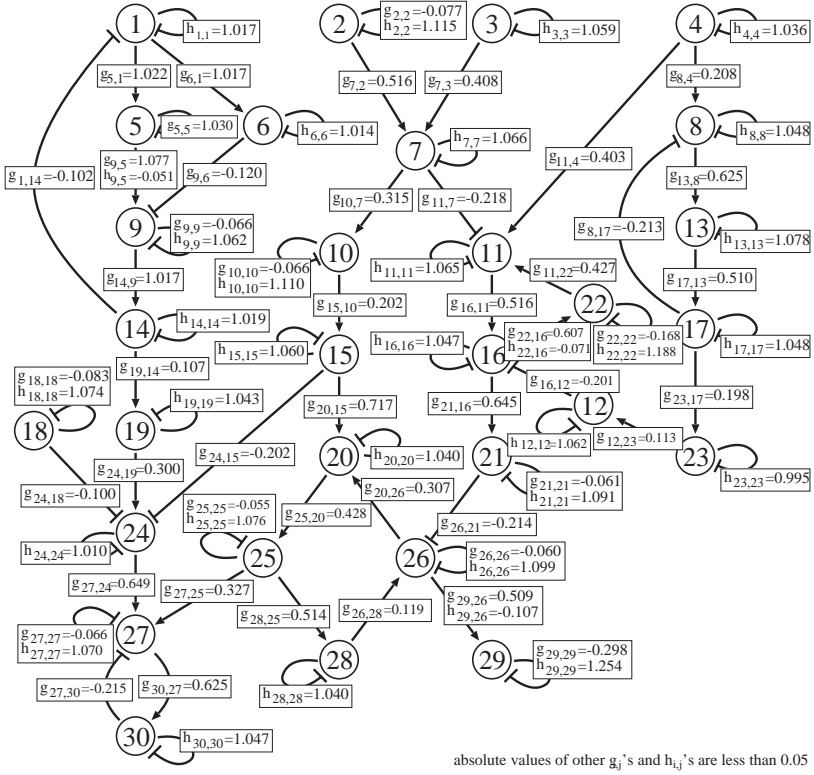 1
h1,1=1.017
2
g2,2=-0.077
h2,2=1.115
3
h3,3=1.059
4
h4,4=1.036
g5,1=1.022
g6,1=1.017
g7,2=0.516
g7,3=0.408
g8,4=0.208
5
g5,5=1.030
6
h6,6=1.014
7
h7,7=1.066
8
h8,8=1.048
g1,14=-0.102
g9,5=1.077
h9,5=-0.051
g9,6=-0.120
g11,4=0.403
g13,8=0.625
g10,7=0.315
g11,7=-0.218
g8,17=-0.213
9
g9,9=-0.066
h9,9=1.062
10
g10,10=-0.066
h10,10=1.110
11
h11,11=1.065
13
h13,13=1.078
g14,9=1.017
g15,10=0.202
g16,11=0.516
g11,22=0.427
g17,13=0.510
14
h14,14=1.019
15
h15,15=1.060
16
h16,16=1.047
22
g22,16=0.607
h22,16=-0.071
g22,22=-0.168
h22,22=1.188
17
h17,17=1.048
g19,14=0.107
g16,12=-0.201
g18,18=-0.083
h18,18=1.074
18
19
h19,19=1.043
g20,15=0.717
g21,16=0.645
12
h12,12=1.062
g12,23=0.113
g23,17=0.198
g24,19=0.300
g24,15=-0.202
20
h20,20=1.040
21
g21,21=-0.061
h21,21=1.091
23
h23,23=0.995
g24,18=-0.100
g25,25=-0.055
h25,25=1.076
g25,20=0.428
g20,26=0.307
g26,21=-0.214
24
h24,24=1.010
25
26
g26,26=-0.060
h26,26=1.099
g27,24=0.649
g27,25=0.327
g28,25=0.514
g26,28=0.119
g29,26=0.509
h29,26=-0.107
27
g27,27=-0.066
h27,27=1.070
28
h28,28=1.040
29
g29,29=-0.298
h29,29=1.254
g27,30=-0.215
g30,27=0.625
30
h30,30=1.047
absolute values of other gi,j's and hi,j's are less than 0.05